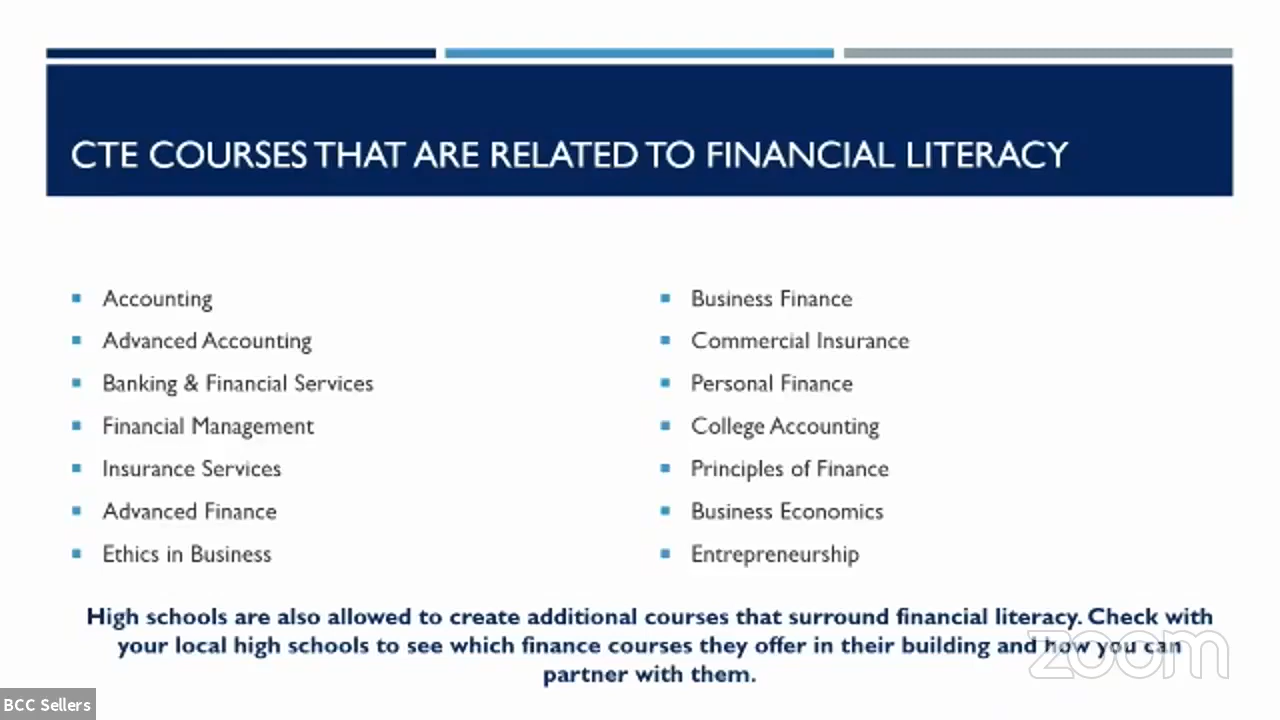 CTE COURSES THAT ARE RELATED TO FINANCIAL LITERACY
Accounting
Advanced Accounting
Banking & Financial Services
Financial Management
Insurance Services
Advanced Finance
Ethics in Business
Business Finance
Commercial Insurance
Personal Finance
College Accounting
Principles of Finance
Business Economics
Entrepreneurship
High schools are also allowed to create additional courses that surround financial literacy. Check with
your local high schools to see which finance courses they offer in their building and how you can
partner with them.
zoom
BCC Sellers